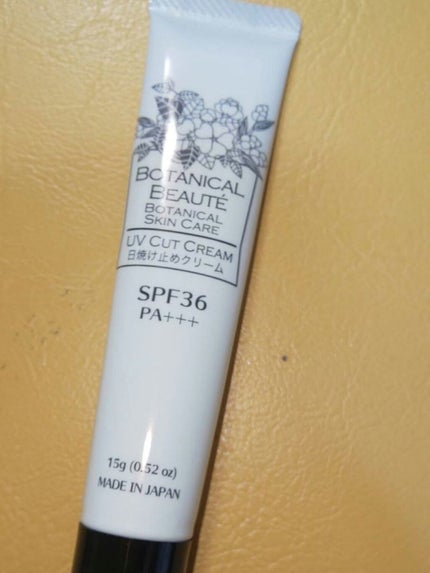 BOTANICAL
BEAUTÉ
BOTANICAL
SKIN CARE
UV CUT CREAM
日焼け止めクリーム
SPF36
PA+++
15g (0.52 oz)
MADE IN JAPAN